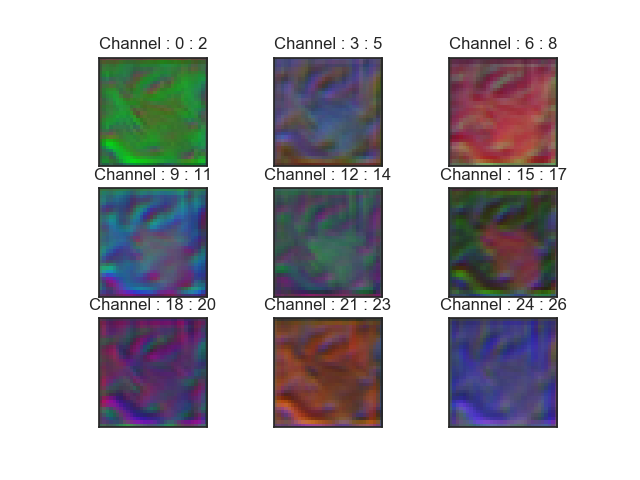 Channel : 0 : 2
Channel : 3 : 5
Channel : 6 : 8
Channel : 9 : 11
Channel : 12 : 14
Channel : 15 : 17
Channel : 18 : 20
Channel : 21 : 23
Channel : 24 : 26